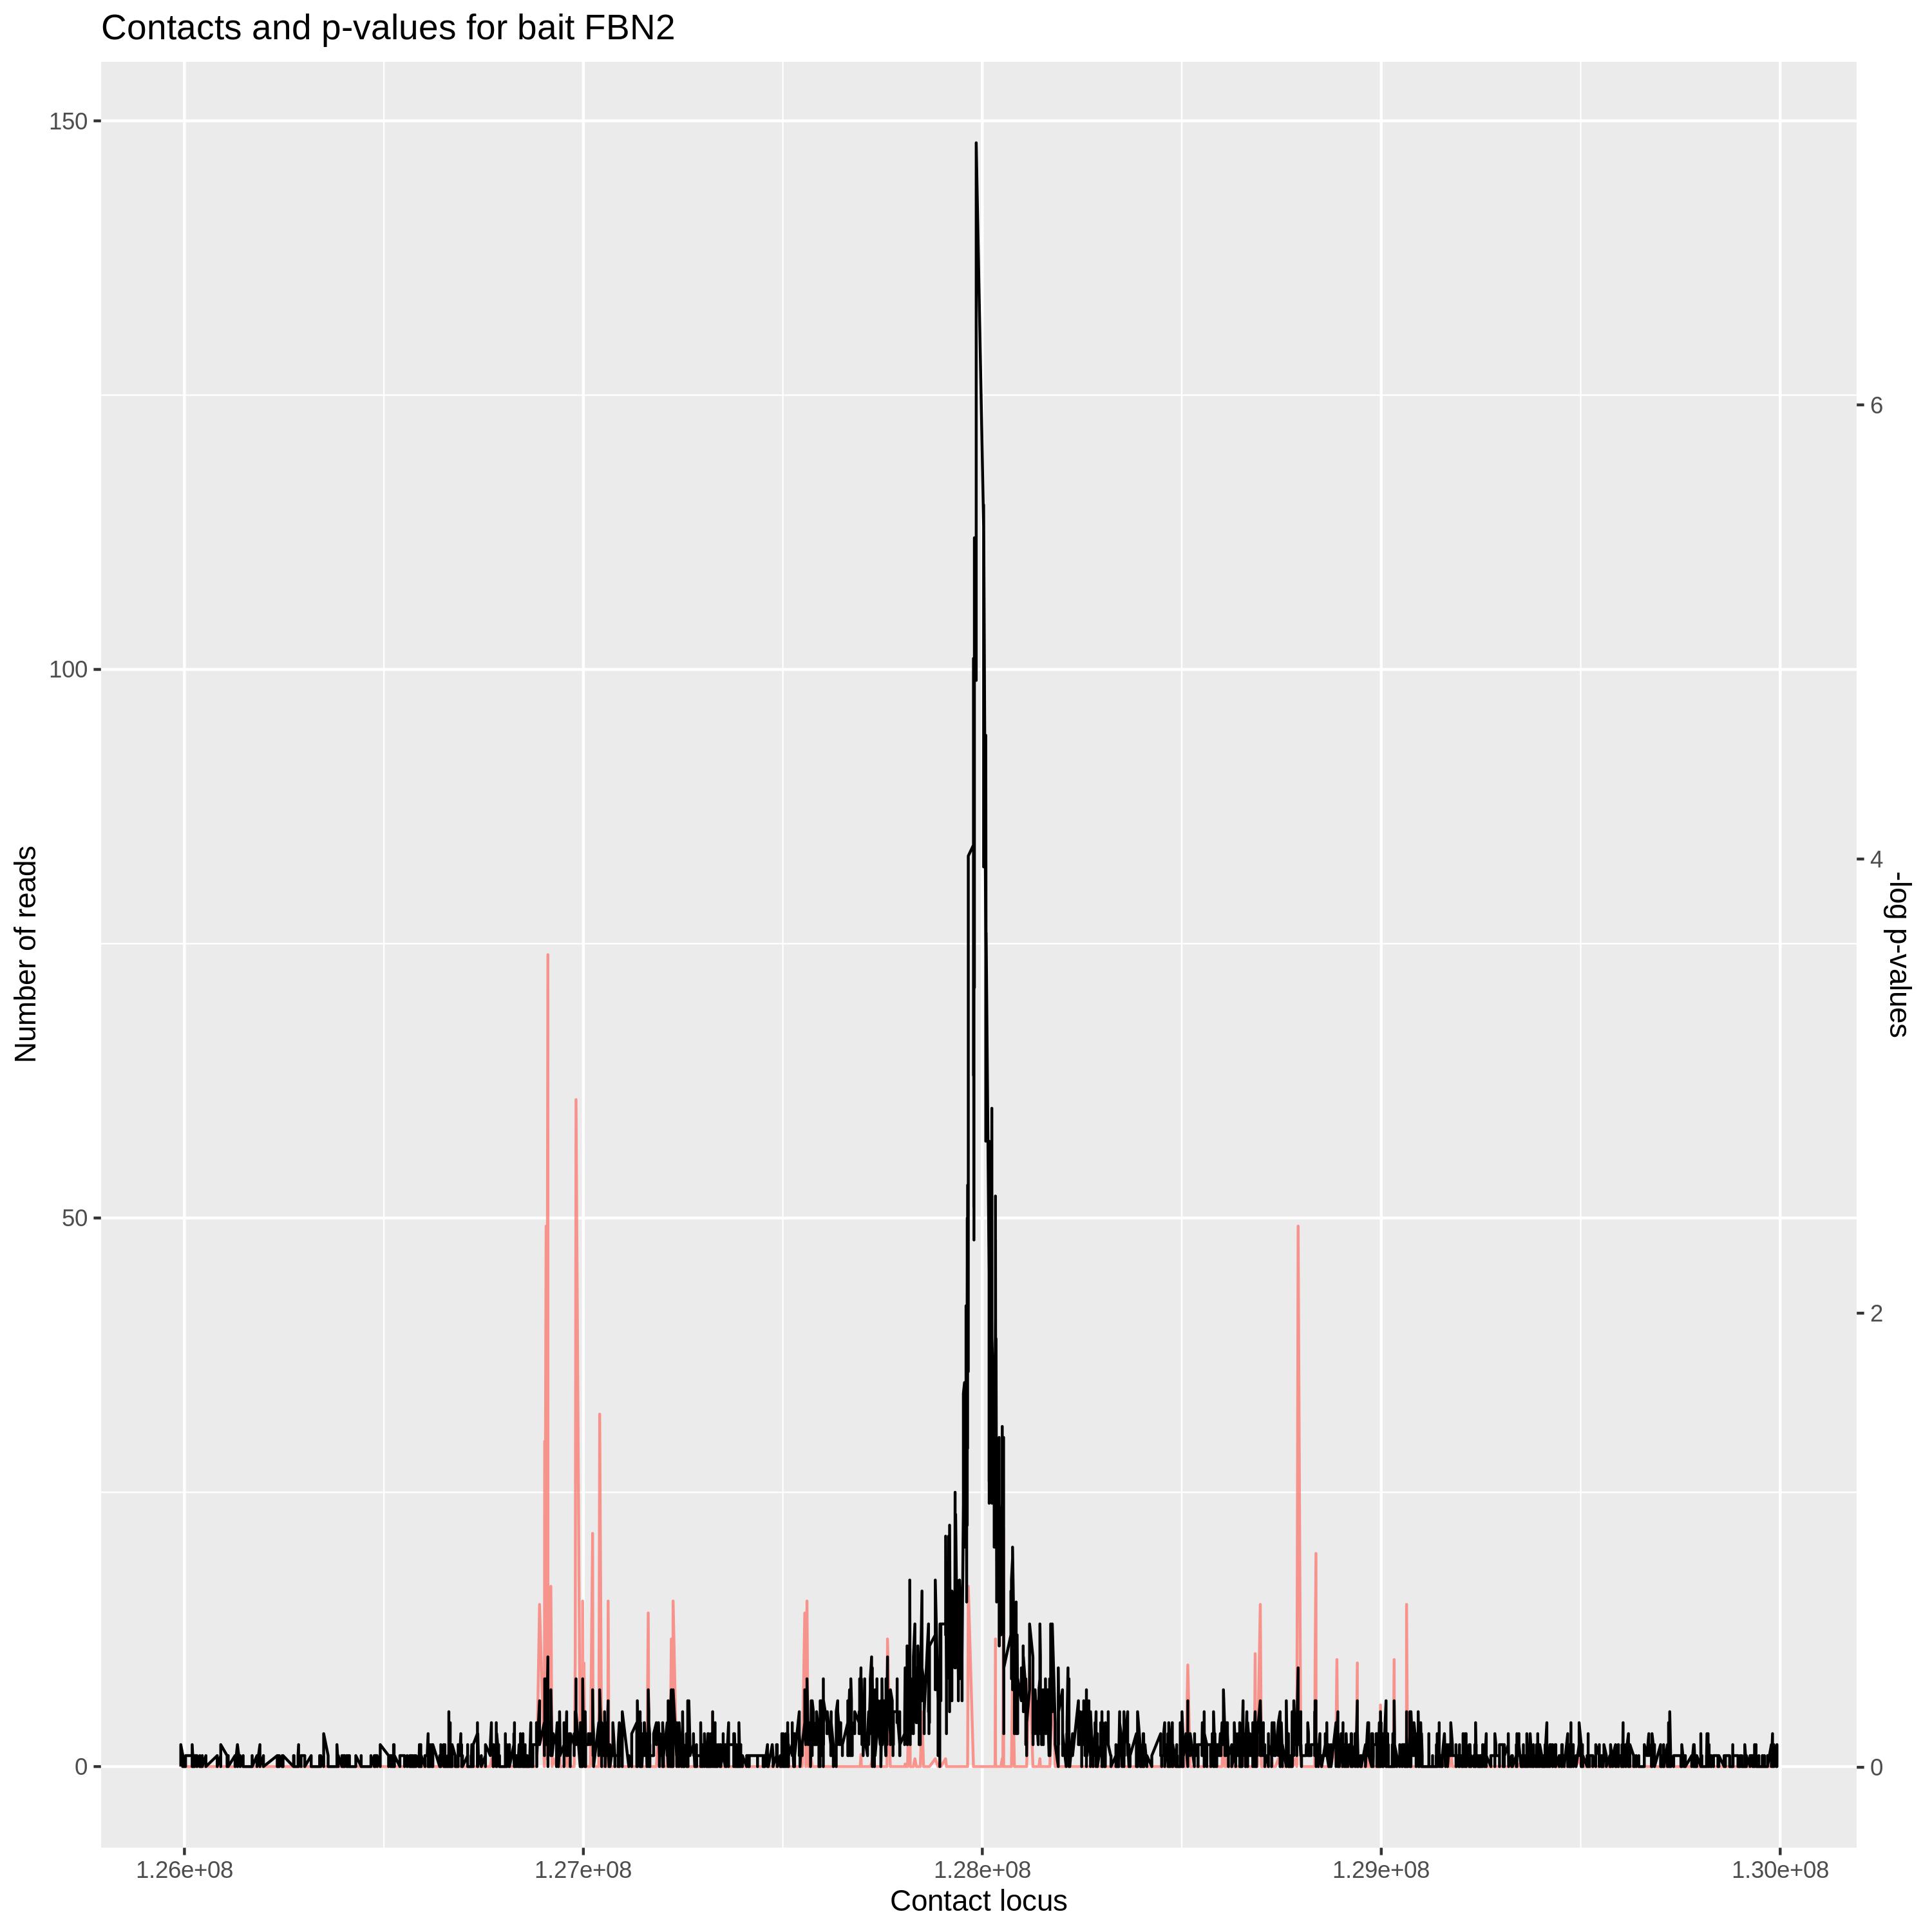 Contacts and p-values for bait FBN2
150
100
50
0
Number of reads
6
4
2
0
-log p-values
1.26e+08
1.27e+08
1.28e+08
1.29e+08
1.30e+08
Contact locus